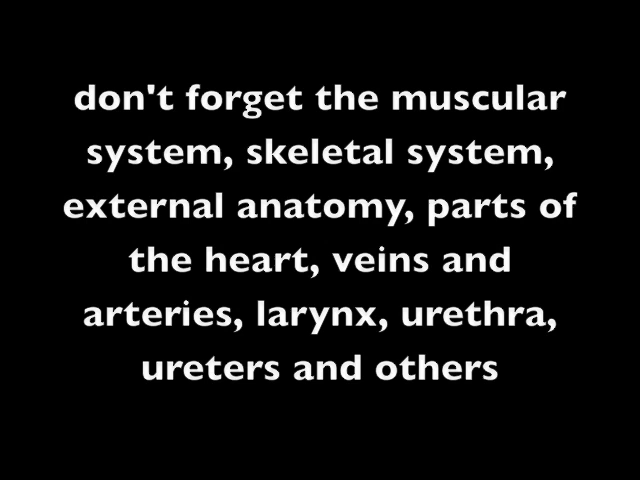 don't forget the muscular
system, skeletal system,
external anatomy, parts of
the heart, veins and
arteries, larynx, urethra,
ureters and others